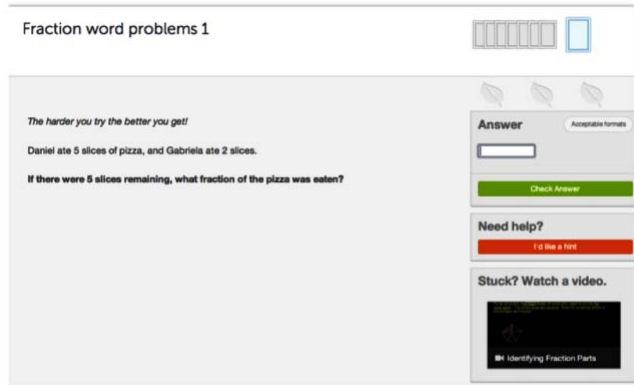 Fraction word problems 1
The harder you try the better you get!
Daniel ate 5 slices of pizza, and Gabriela ate 2 slices.
If there were 5 slices remaining, what fraction of the pizza was eaten?
Answer
Acceptable formats
Check Answer
Need help?
I'd like a hint
Stuck? Watch a video.
Identifying Fraction Parts